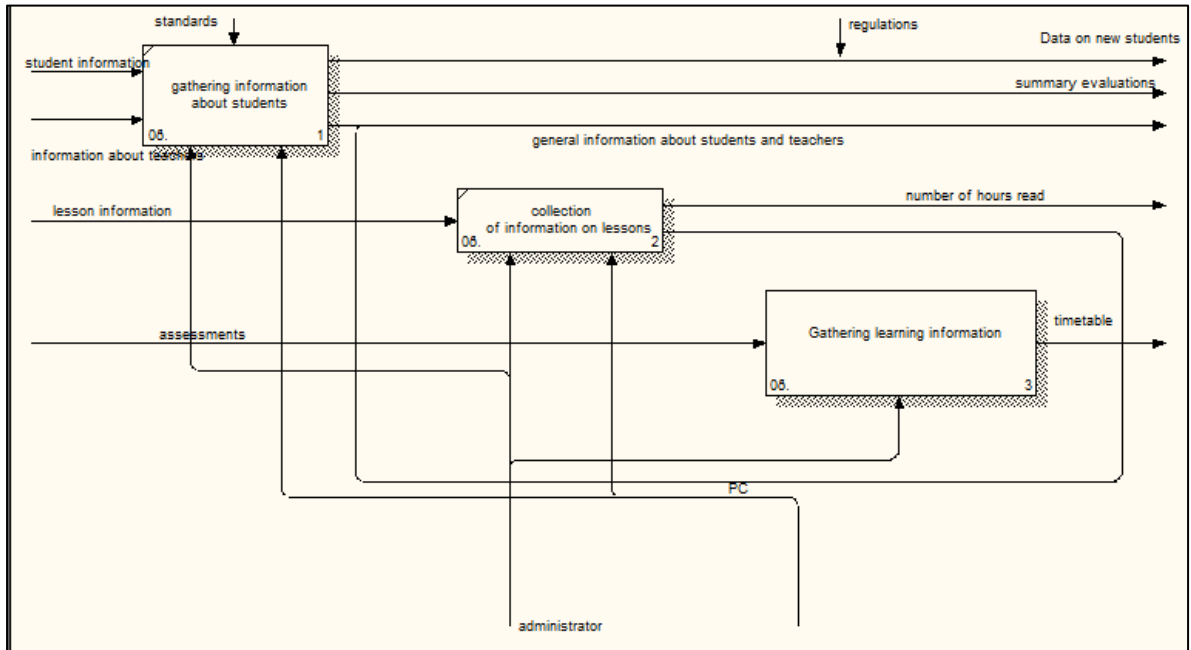 standards
regulations
Data on new students
student information
gathering information
about students
summary evaluations
0б. 1
general information about students and teachers
information about teachers
number of hours read
lesson information
collection
of information on lessons
0б. 2
timetable
assessments
Gathering learning information
0б. 3
PC
administrator